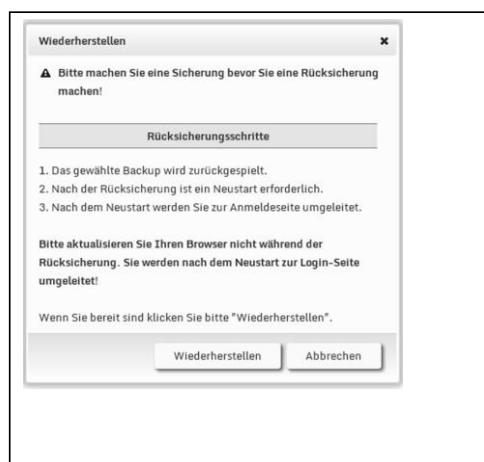 Wiederherstellen
Bitte machen Sie eine Sicherung bevor Sie eine Rücksicherung
machen!
Rücksicherungsschritte
1. Das gewählte Backup wird zurückgespielt.
2. Nach der Rücksicherung ist ein Neustart erforderlich.
3. Nach dem Neustart werden Sie zur Anmeldeseite umgeleitet.
Bitte aktualisieren Sie Ihren Browser nicht während der
Rücksicherung. Sie werden nach dem Neustart zur Login-Seite
umgeleitet!
Wenn Sie bereit sind klicken Sie bitte "Wiederherstellen".
Wiederherstellen Abbrechen